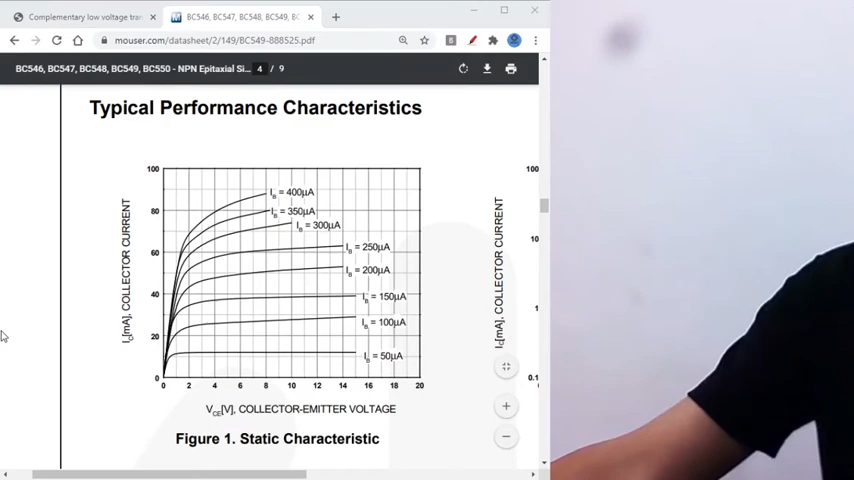 Complementary low voltage tran
BC546, BC547, BC548, BC549, BC
mouser.com/datasheet/2/149/BC549-888525.pdf
BC546, BC547, BC548, BC549, BC550 - NPN Epitaxial Si... 4 / 9
Typical Performance Characteristics
100
80
60
40
20
0
IC[mA], COLLECTOR CURRENT
IB = 400μA
IB = 350μA
IB = 300μA
IB = 250μA
IB = 200μA
IB = 150μA
IB = 100μA
IB = 50μA
0 2 4 6 8 10 12 14 16 18 20
VCE[V], COLLECTOR-EMITTER VOLTAGE
Figure 1. Static Characteristic
100
10
1
0.1
IC[mA], COLLECTOR CURRENT